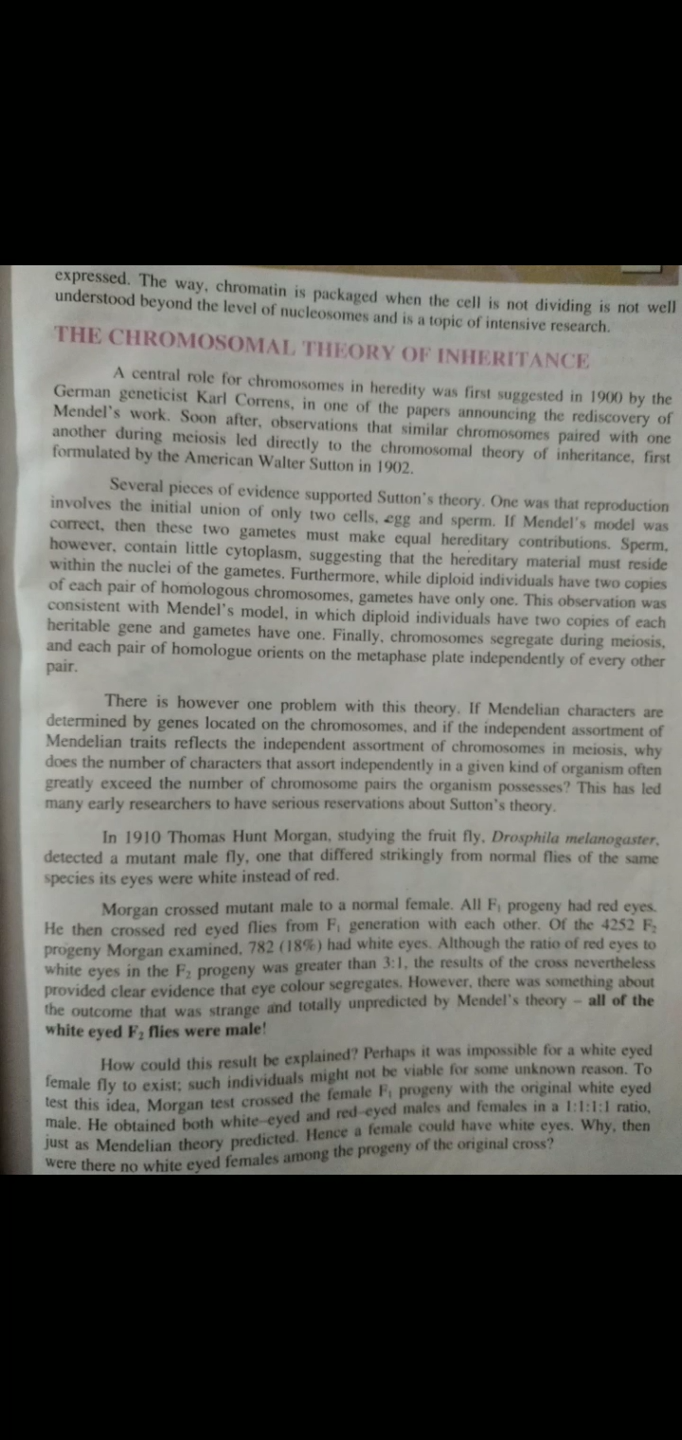 expressed. The way, chromatin is packaged when the cell is not dividing is not well
understood beyond the level of nucleosomes and is a topic of intensive research.
THE CHROMOSOMAL THEORY OF INHERITANCE
A central role for chromosomes in heredity was first suggested in 1900 by the
German geneticist Karl Correns, in one of the papers announcing the rediscovery of
Mendel's work. Soon after, observations that similar chromosomes paired with one
another during meiosis led directly to the chromosomal theory of inheritance, first
formulated by the American Walter Sutton in 1902.
Several pieces of evidence supported Sutton's theory. One was that reproduction
involves the initial union of only two cells, egg and sperm. If Mendel's model was
correct, then these two gametes must make equal hereditary contributions. Sperm,
however, contain little cytoplasm, suggesting that the hereditary material must reside
within the nuclei of the gametes. Furthermore, while diploid individuals have two copies
of each pair of homologous chromosomes, gametes have only one. This observation was
consistent with Mendel's model, in which diploid individuals have two copies of each
heritable gene and gametes have one. Finally, chromosomes segregate during meiosis,
and each pair of homologue orients on the metaphase plate independently of every other
pair.
There is however one problem with this theory. If Mendelian characters are
determined by genes located on the chromosomes, and if the independent assortment of
Mendelian traits reflects the independent assortment of chromosomes in meiosis, why
does the number of characters that assort independently in a given kind of organism often
greatly exceed the number of chromosome pairs the organism possesses? This has led
many early researchers to have serious reservations about Sutton's theory.
In 1910 Thomas Hunt Morgan, studying the fruit fly, Drosphila melanogaster,
detected a mutant male fly, one that differed strikingly from normal flies of the same
species its eyes were white instead of red.
Morgan crossed mutant male to a normal female. All F₁ progeny had red eyes.
He then crossed red eyed flies from F₁ generation with each other. Of the 4252 F₂
progeny Morgan examined, 782 (18%) had white eyes. Although the ratio of red eyes to
white eyes in the F₂ progeny was greater than 3:1, the results of the cross nevertheless
provided clear evidence that eye colour segregates. However, there was something about
the outcome that was strange and totally unpredicted by Mendel's theory – all of the
white eyed F₂ flies were male!
How could this result be explained? Perhaps it was impossible for a white eyed
female fly to exist; such individuals might not be viable for some unknown reason. To
test this idea, Morgan test crossed the female F₁ progeny with the original white eyed
male. He obtained both white-eyed and red-eyed males and females in a 1:1:1:1 ratio,
just as Mendelian theory predicted. Hence a female could have white eyes. Why, then
were there no white eyed females among the progeny of the original cross?